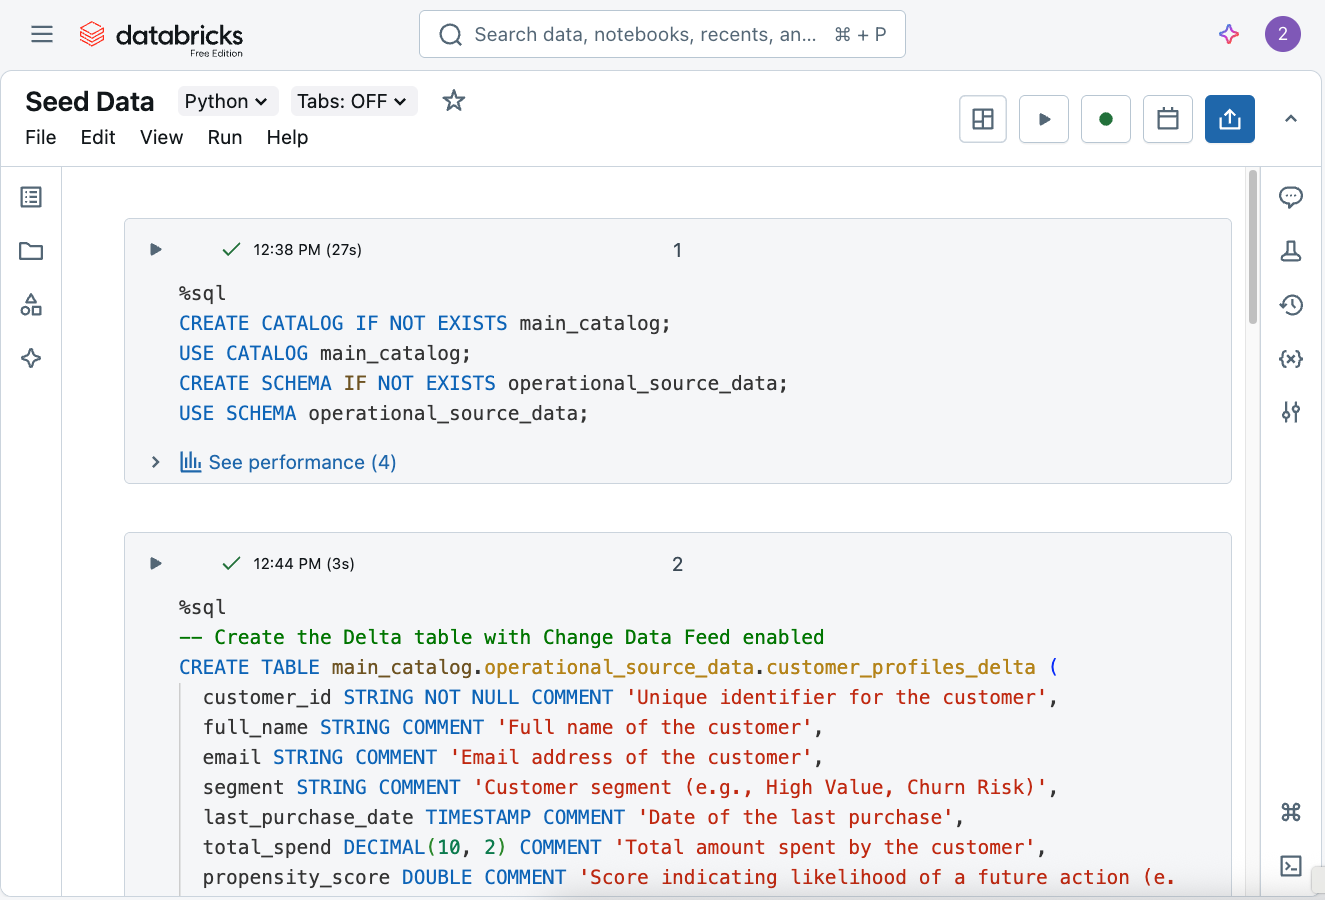 databricks
Free Edition
Search data, notebooks, recents, an... ⌘ + P
2
Seed Data
Python
Tabs: OFF
File Edit View Run Help
12:38 PM (27s)
1
%sql
CREATE CATALOG IF NOT EXISTS main_catalog;
USE CATALOG main_catalog;
CREATE SCHEMA IF NOT EXISTS operational_source_data;
USE SCHEMA operational_source_data;
See performance (4)
12:44 PM (3s)
2
%sql
-- Create the Delta table with Change Data Feed enabled
CREATE TABLE main_catalog.operational_source_data.customer_profiles_delta (
customer_id STRING NOT NULL COMMENT 'Unique identifier for the customer',
full_name STRING COMMENT 'Full name of the customer',
email STRING COMMENT 'Email address of the customer',
segment STRING COMMENT 'Customer segment (e.g., High Value, Churn Risk)',
last_purchase_date TIMESTAMP COMMENT 'Date of the last purchase',
total_spend DECIMAL(10, 2) COMMENT 'Total amount spent by the customer',
propensity_score DOUBLE COMMENT 'Score indicating likelihood of a future action (e.